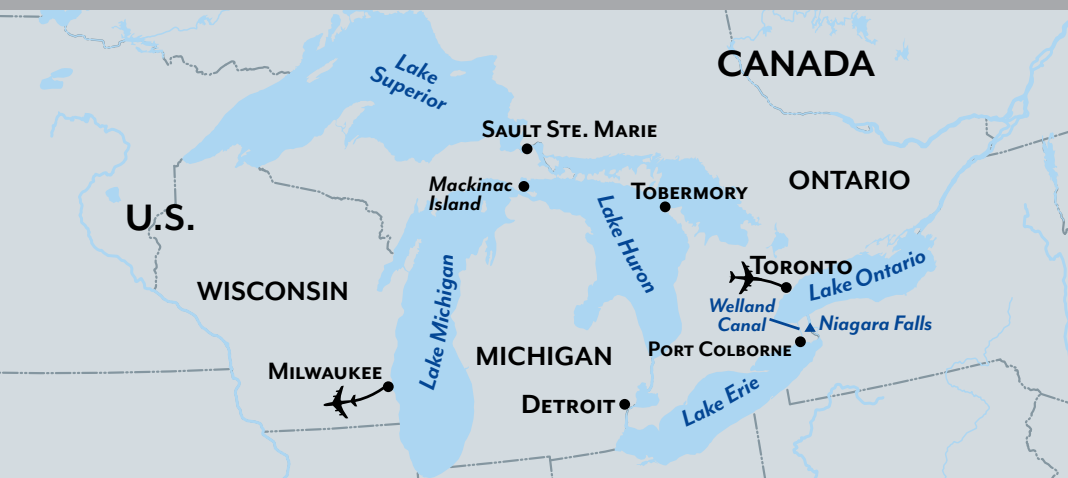 Lake
Superior
CANADA
SAULT STE. MARIE
Mackinac
Island
TOBERMORY
ONTARIO
U.S.
Lake Huron
TORONTO
Lake Ontario
WISCONSIN
Lake Michigan
Welland
Canal
Niagara Falls
MICHIGAN
PORT COLBORNE
MILWAUKEE
DETROIT
Lake Erie